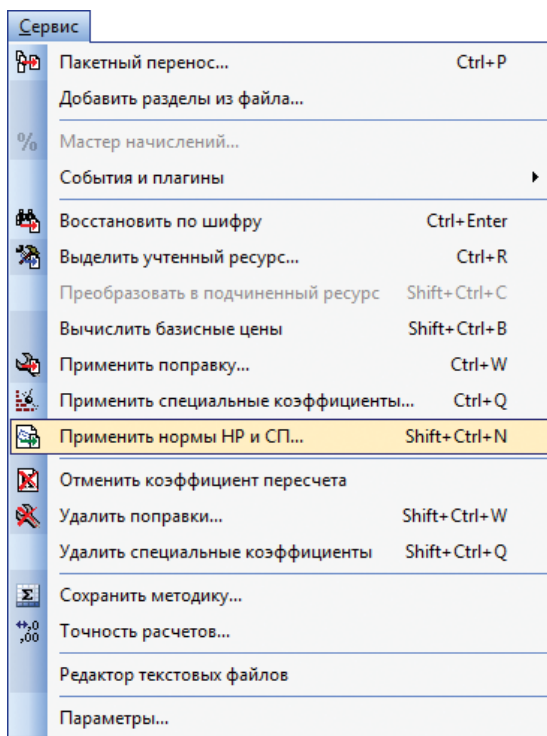 Сервис
Пакетный перенос... Ctrl+P
Добавить разделы из файла...
% Мастер начислений...
События и плагины
Восстановить по шифру Ctrl+Enter
Выделить учтенный ресурс... Ctrl+R
Преобразовать в подчиненный ресурс Shift+Ctrl+C
Вычислить базисные цены Shift+Ctrl+B
Применить поправку... Ctrl+W
Применить специальные коэффициенты... Ctrl+Q
Применить нормы НР и СП... Shift+Ctrl+N
Отменить коэффициент пересчета
Удалить поправки... Shift+Ctrl+W
Удалить специальные коэффициенты Shift+Ctrl+Q
Σ Сохранить методику...
,0
,00 Точность расчетов...
Редактор текстовых файлов
Параметры...